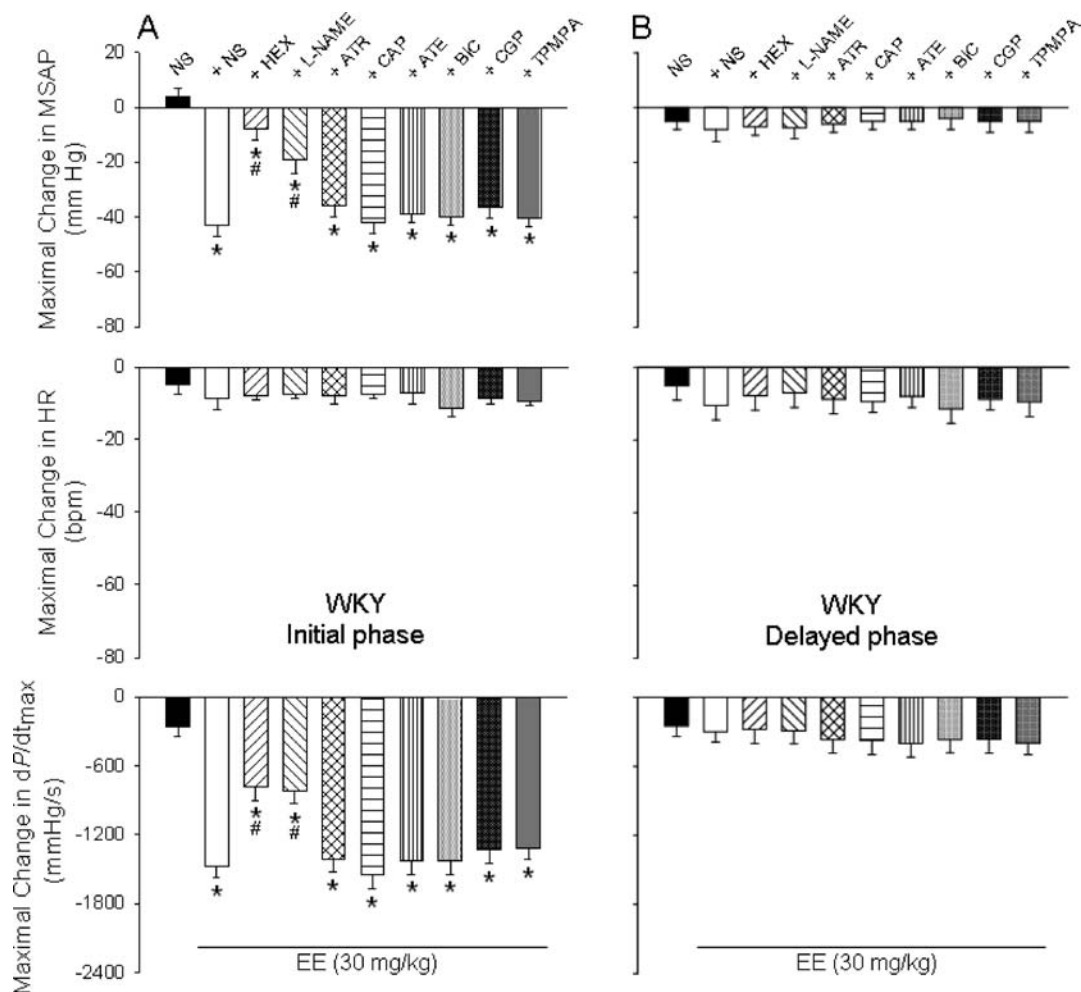 A
B
NS
+ NS
+ HEX
+ L-NAME
+ ATR
+ CAP
+ ATE
+ BIC
+ CGP
+ TPMPA
NS
+ NS
+ HEX
+ L-NAME
+ ATR
+ CAP
+ ATE
+ BIC
+ CGP
+ TPMPA
Maximal Change in MSAP
(mm Hg)
20
0
-20
-40
-60
-80
*
*
#
*
#
*
*
*
*
*
*
Maximal Change in HR
(bpm)
0
-20
-40
-60
-80
WKY
Initial phase
WKY
Delayed phase
Maximal Change in dP/dtmax
(mmHg/s)
0
-600
-1200
-1800
-2400
*
*
#
*
#
*
*
*
*
*
*
EE (30 mg/kg)
EE (30 mg/kg)